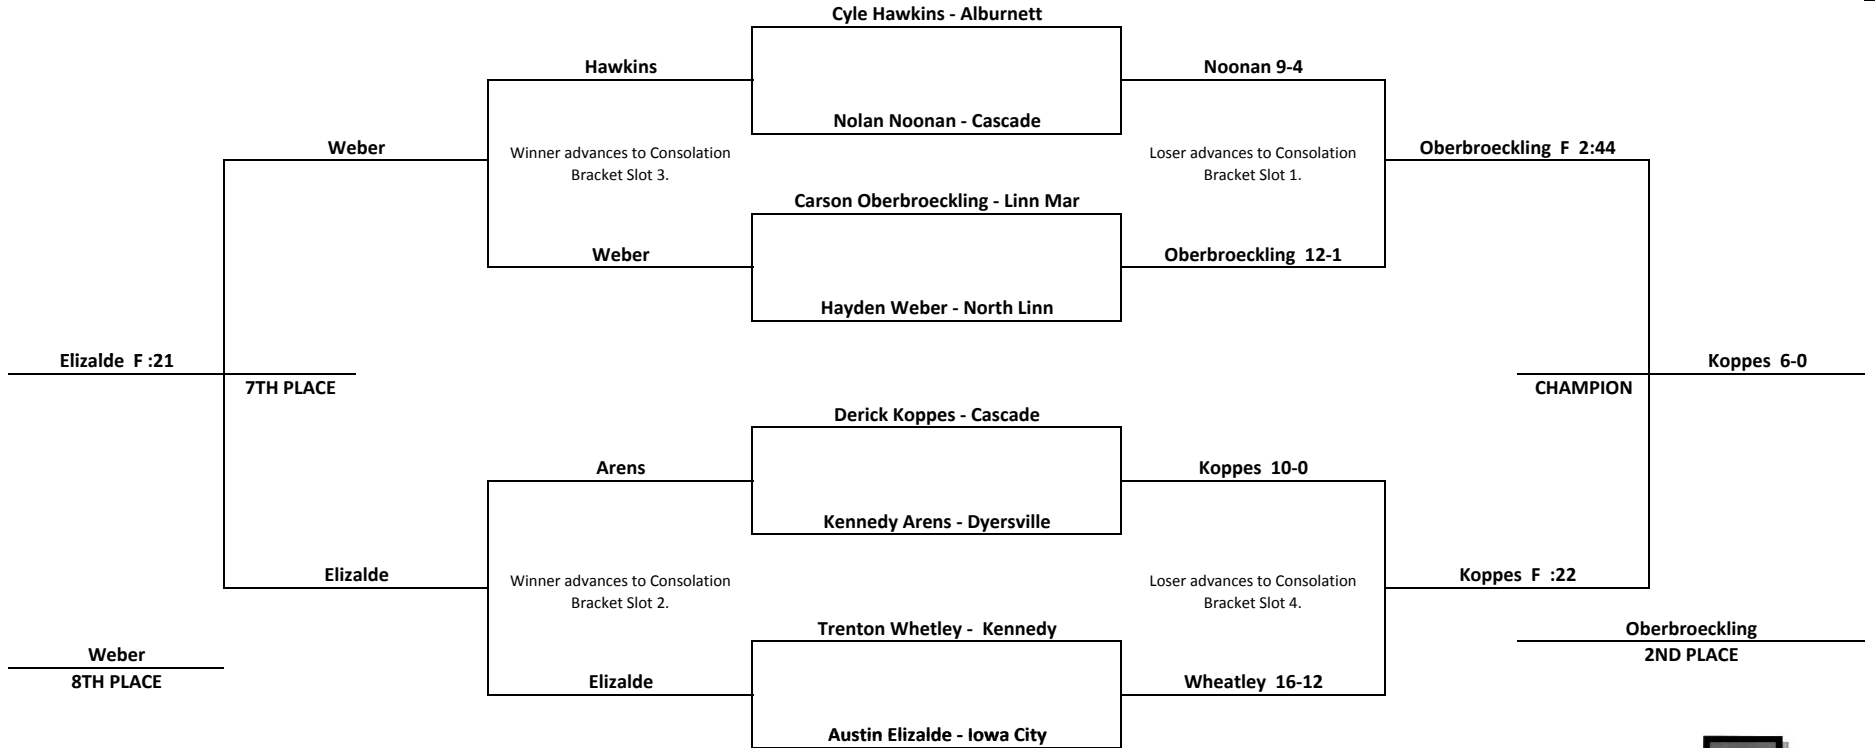 Cyle Hawkins - Alburnett
Hawkins
Noonan 9-4
Nolan Noonan - Cascade
Weber
Winner advances to Consolation
Bracket Slot 3.
Loser advances to Consolation
Bracket Slot 1.
Oberbroeckling F 2:44
Carson Oberbroeckling - Linn Mar
Weber
Oberbroeckling 12-1
Hayden Weber - North Linn
Elizalde F :21
7TH PLACE
Koppes 6-0
CHAMPION
Derick Koppes - Cascade
Arens
Koppes 10-0
Kennedy Arens - Dyersville
Elizalde
Winner advances to Consolation
Bracket Slot 2.
Loser advances to Consolation
Bracket Slot 4.
Koppes F :22
Trenton Whetley - Kennedy
Weber
8TH PLACE
Oberbroeckling
2ND PLACE
Elizalde
Wheatley 16-12
Austin Elizalde - Iowa City